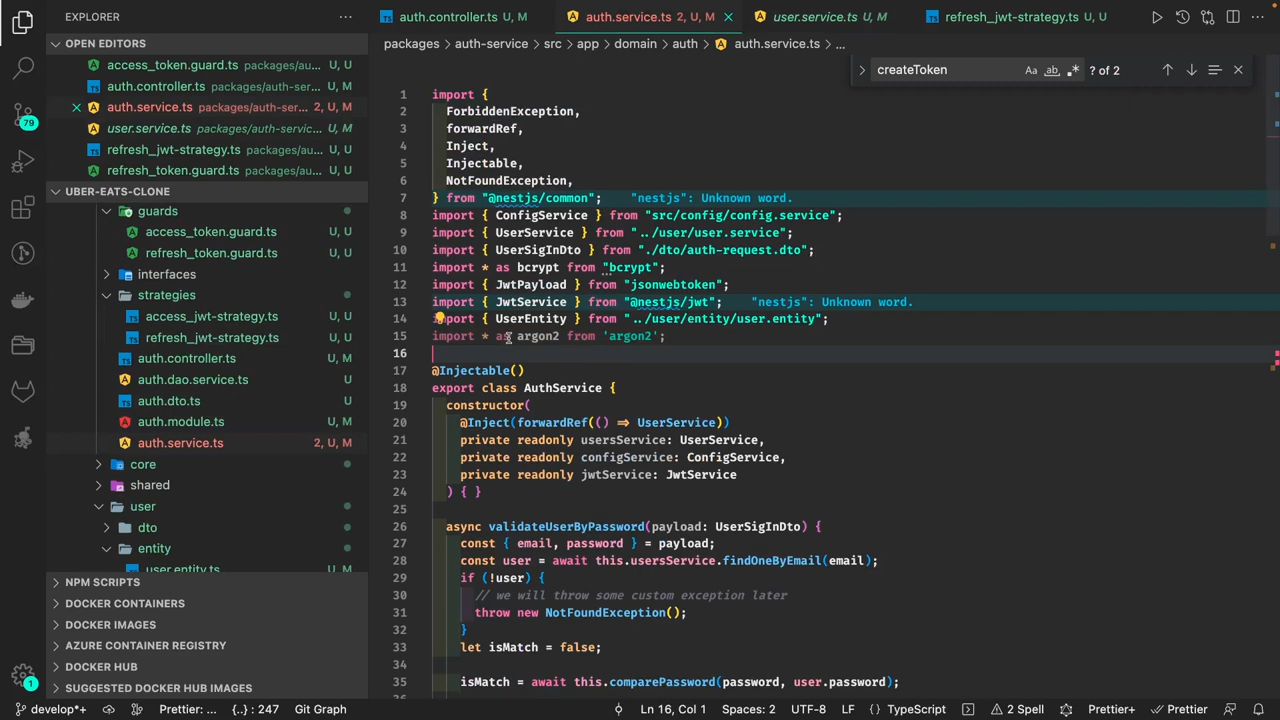 EXPLORER
OPEN EDITORS
access_token.guard.ts packages/au... U, U
auth.controller.ts packages/aut... U, M
auth.service.ts packages/auth-ser... 2, U, M
user.service.ts packages/auth-servic... U, M
refresh_jwt-strategy.ts packages/... U, U
refresh_token.guard.ts packages/au... U, U
UBER-EATS-CLONE
guards
access_token.guard.ts U, U
refresh_token.guard.ts U, U
interfaces
strategies
access_jwt-strategy.ts U, U
refresh_jwt-strategy.ts U, U
auth.controller.ts U, M
auth.dao.service.ts U
auth.dto.ts U
auth.module.ts U, M
auth.service.ts 2, U, M
core
shared
user
dto
entity
user.entity.ts U, M
NPM SCRIPTS
DOCKER CONTAINERS
DOCKER IMAGES
AZURE CONTAINER REGISTRY
DOCKER HUB
SUGGESTED DOCKER HUB IMAGES
79
1
auth.controller.ts U, M
auth.service.ts 2, U, M
user.service.ts U, M
refresh_jwt-strategy.ts U, U
packages > auth-service > src > app > domain > auth > auth.service.ts > ...
createToken Aa ab ? of 2
1 import {
2 ForbiddenException,
3 forwardRef,
4 Inject,
5 Injectable,
6 NotFoundException,
7 } from "@nestjs/common"; "nestjs": Unknown word.
8 import { ConfigService } from "src/config/config.service";
9 import { UserService } from "../user/user.service";
10 import { UserSigInDto } from "./dto/auth-request.dto";
11 import * as bcrypt from "bcrypt";
12 import { JwtPayload } from "jsonwebtoken";
13 import { JwtService } from "@nestjs/jwt"; "nestjs": Unknown word.
14 import { UserEntity } from "../user/entity/user.entity";
15 import * as argon2 from 'argon2';
16
17 @Injectable()
18 export class AuthService {
19 constructor(
20 @Inject(forwardRef(() => UserService))
21 private readonly usersService: UserService,
22 private readonly configService: ConfigService,
23 private readonly jwtService: JwtService
24 ) { }
25
26 async validateUserByPassword(payload: UserSigInDto) {
27 const { email, password } = payload;
28 const user = await this.usersService.findOneByEmail(email);
29 if (!user) {
30 // we will throw some custom exception later
31 throw new NotFoundException();
32 }
33 let isMatch = false;
34
35 isMatch = await this.comparePassword(password, user.password);
develop*+ Prettier: ... {..} : 247 Git Graph Ln 16, Col 1 Spaces: 2 UTF-8 LF {} TypeScript 2 Spell Prettier+ Prettier